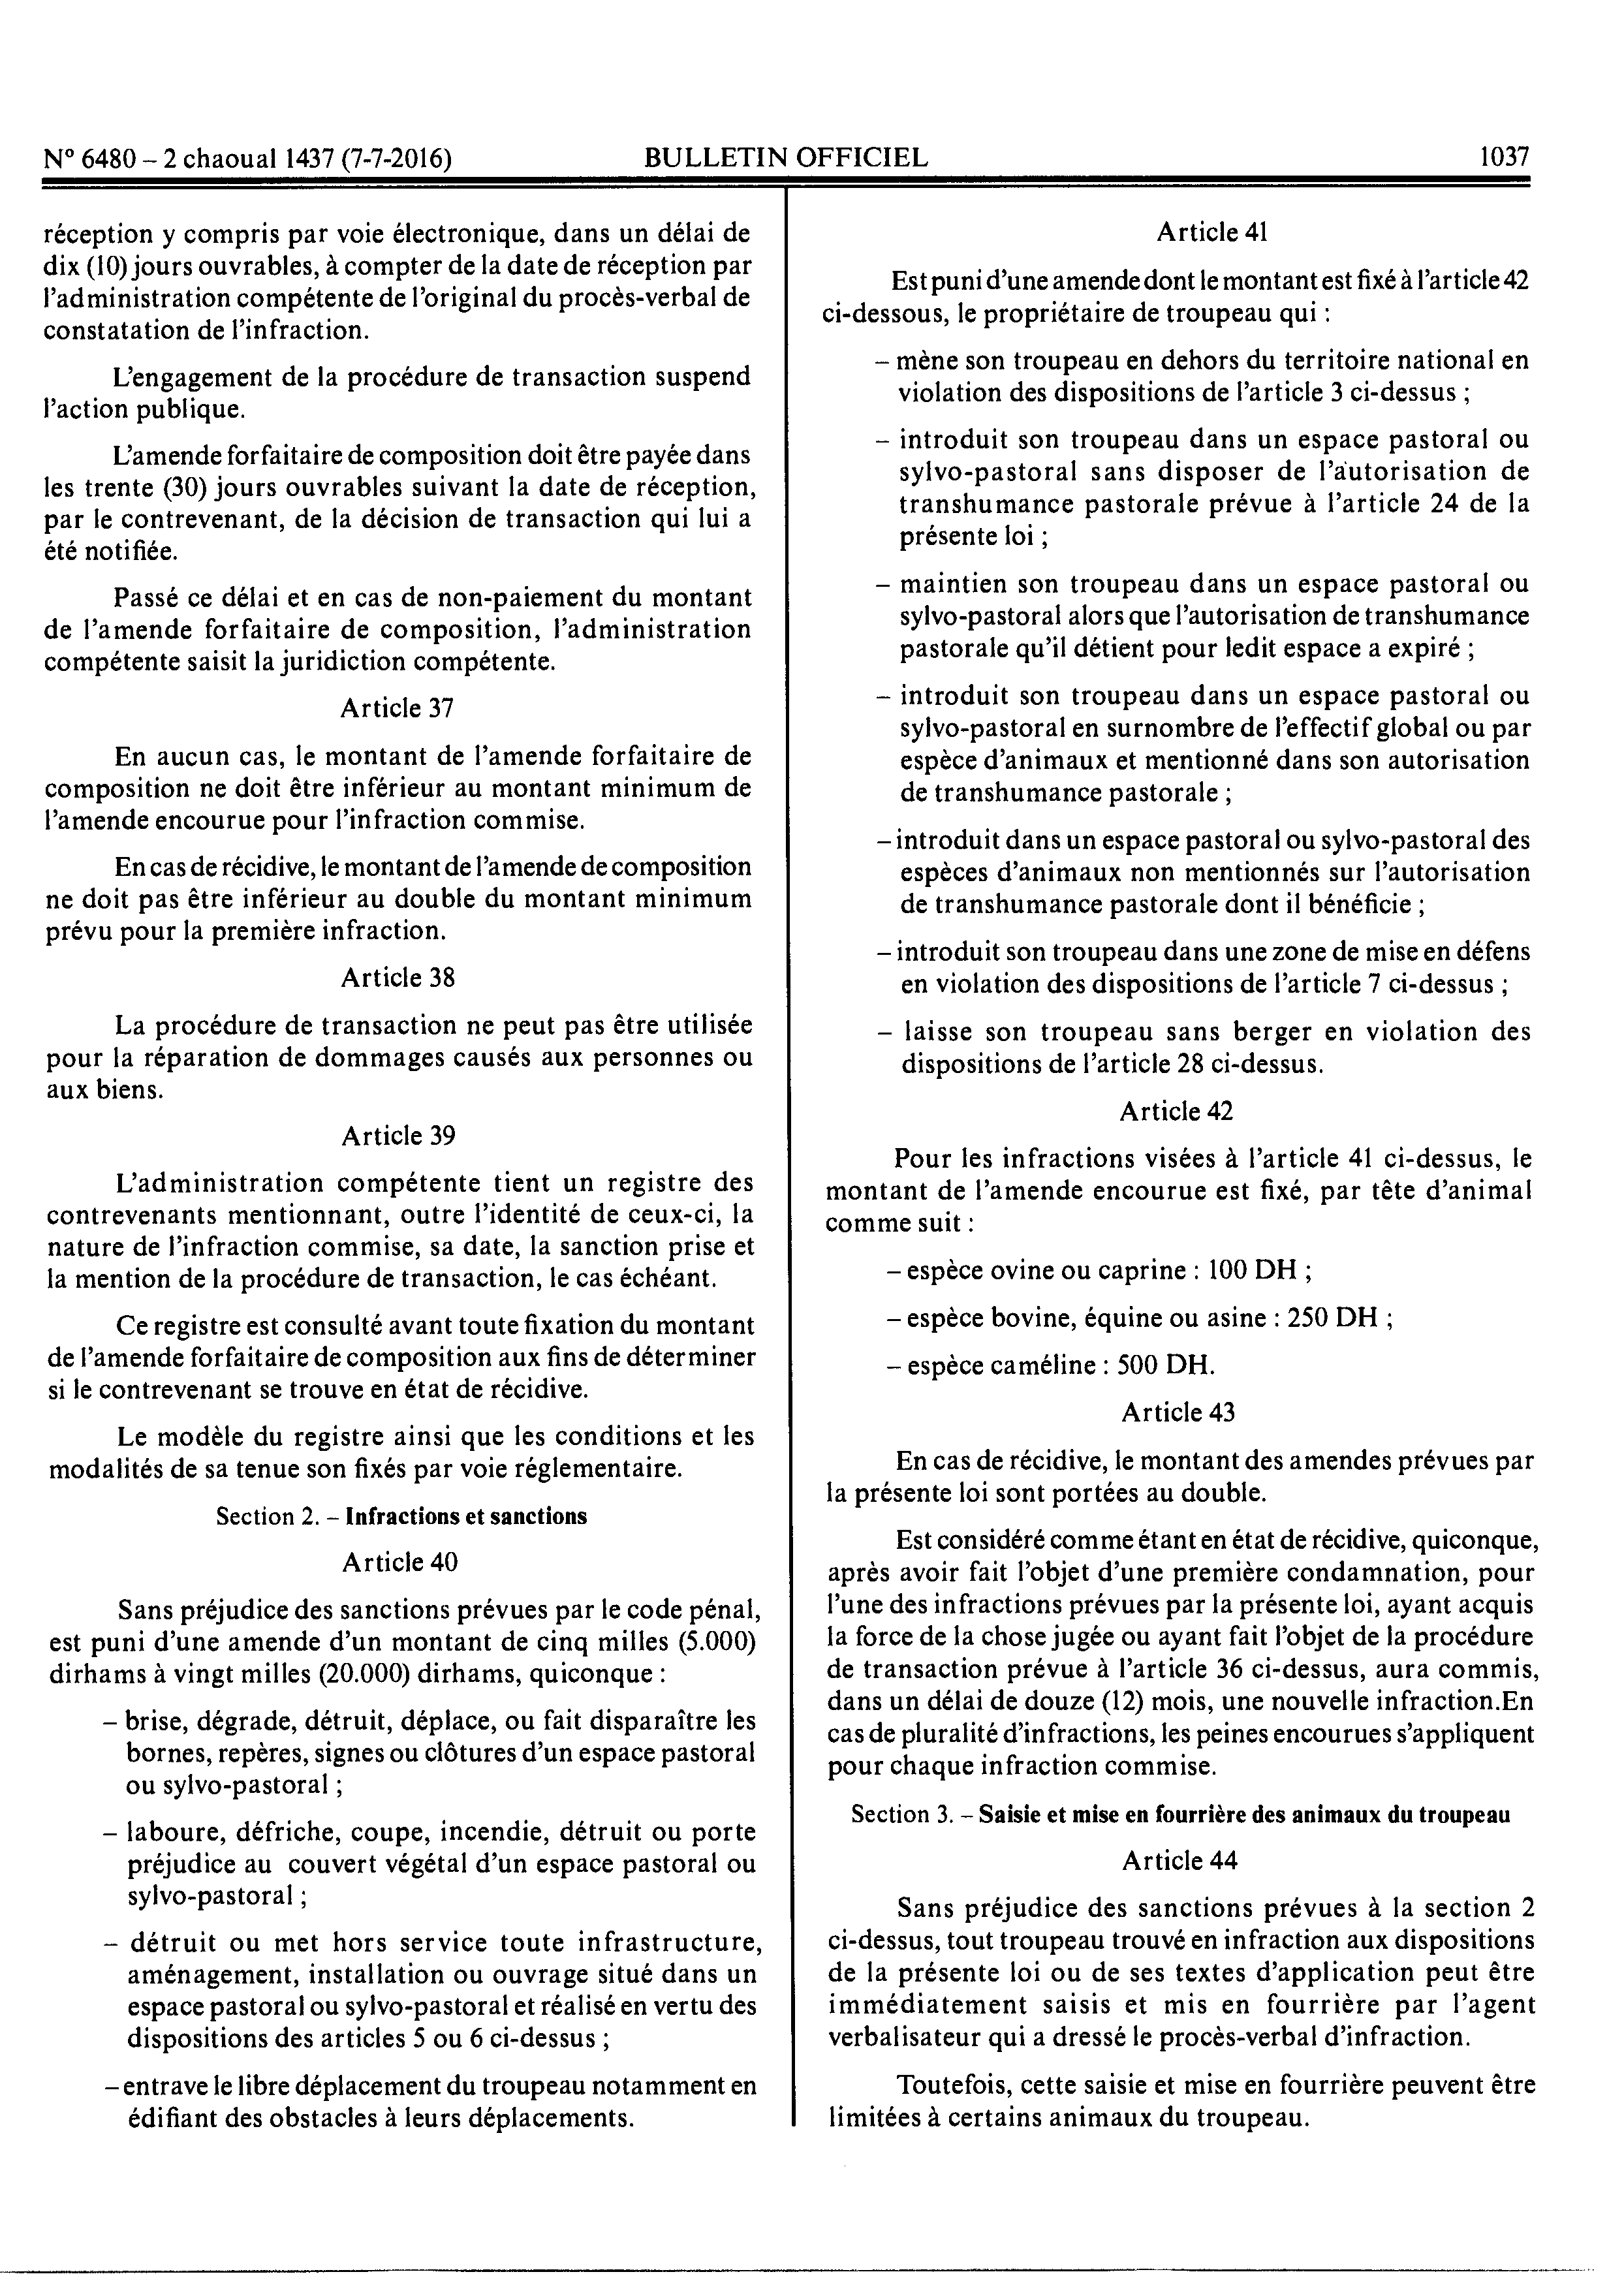 N° 6480 – 2 chaoual 1437 (7-7-2016)
BULLETIN OFFICIEL
1037
réception y compris par voie électronique, dans un délai de
dix (10) jours ouvrables, à compter de la date de réception par
l'administration compétente de l'original du procès-verbal de
constatation de l'infraction.
L'engagement de la procédure de transaction suspend
l'action publique.
L'amende forfaitaire de composition doit être payée dans
les trente (30) jours ouvrables suivant la date de réception,
par le contrevenant, de la décision de transaction qui lui a
été notifiée.
Passé ce délai et en cas de non-paiement du montant
de l'amende forfaitaire de composition, l'administration
compétente saisit la juridiction compétente.
Article 37
En aucun cas, le montant de l'amende forfaitaire de
composition ne doit être inférieur au montant minimum de
l'amende encourue pour l'infraction commise.
En cas de récidive, le montant de l'amende de composition
ne doit pas être inférieur au double du montant minimum
prévu pour la première infraction.
Article 38
La procédure de transaction ne peut pas être utilisée
pour la réparation de dommages causés aux personnes ou
aux biens.
Article 39
L'administration compétente tient un registre des
contrevenants mentionnant, outre l'identité de ceux-ci, la
nature de l'infraction commise, sa date, la sanction prise et
la mention de la procédure de transaction, le cas échéant.
Ce registre est consulté avant toute fixation du montant
de l'amende forfaitaire de composition aux fins de déterminer
si le contrevenant se trouve en état de récidive.
Le modèle du registre ainsi que les conditions et les
modalités de sa tenue son fixés par voie réglementaire.
Section 2. – Infractions et sanctions
Article 40
Sans préjudice des sanctions prévues par le code pénal,
est puni d'une amende d'un montant de cinq milles (5.000)
dirhams à vingt milles (20.000) dirhams, quiconque :
– brise, dégrade, détruit, déplace, ou fait disparaître les
bornes, repères, signes ou clôtures d'un espace pastoral
ou sylvo-pastoral ;
– laboure, défriche, coupe, incendie, détruit ou porte
préjudice au couvert végétal d'un espace pastoral ou
sylvo-pastoral ;
– détruit ou met hors service toute infrastructure,
aménagement, installation ou ouvrage situé dans un
espace pastoral ou sylvo-pastoral et réalisé en vertu des
dispositions des articles 5 ou 6 ci-dessus ;
– entrave le libre déplacement du troupeau notamment en
édifiant des obstacles à leurs déplacements.
Article 41
Est puni d'une amende dont le montant est fixé à l'article 42
ci-dessous, le propriétaire de troupeau qui :
– mène son troupeau en dehors du territoire national en
violation des dispositions de l'article 3 ci-dessus ;
– introduit son troupeau dans un espace pastoral ou
sylvo-pastoral sans disposer de l'autorisation de
transhumance pastorale prévue à l'article 24 de la
présente loi ;
– maintien son troupeau dans un espace pastoral ou
sylvo-pastoral alors que l'autorisation de transhumance
pastorale qu'il détient pour ledit espace a expiré ;
– introduit son troupeau dans un espace pastoral ou
sylvo-pastoral en surnombre de l'effectif global ou par
espèce d'animaux et mentionné dans son autorisation
de transhumance pastorale ;
– introduit dans un espace pastoral ou sylvo-pastoral des
espèces d'animaux non mentionnés sur l'autorisation
de transhumance pastorale dont il bénéficie ;
– introduit son troupeau dans une zone de mise en défens
en violation des dispositions de l'article 7 ci-dessus ;
– laisse son troupeau sans berger en violation des
dispositions de l'article 28 ci-dessus.
Article 42
Pour les infractions visées à l'article 41 ci-dessus, le
montant de l'amende encourue est fixé, par tête d'animal
comme suit :
– espèce ovine ou caprine : 100 DH ;
– espèce bovine, équine ou asine : 250 DH ;
– espèce caméline : 500 DH.
Article 43
En cas de récidive, le montant des amendes prévues par
la présente loi sont portées au double.
Est considéré comme étant en état de récidive, quiconque,
après avoir fait l'objet d'une première condamnation, pour
l'une des infractions prévues par la présente loi, ayant acquis
la force de la chose jugée ou ayant fait l'objet de la procédure
de transaction prévue à l'article 36 ci-dessus, aura commis,
dans un délai de douze (12) mois, une nouvelle infraction.En
cas de pluralité d'infractions, les peines encourues s'appliquent
pour chaque infraction commise.
Section 3. – Saisie et mise en fourrière des animaux du troupeau
Article 44
Sans préjudice des sanctions prévues à la section 2
ci-dessus, tout troupeau trouvé en infraction aux dispositions
de la présente loi ou de ses textes d'application peut être
immédiatement saisis et mis en fourrière par l'agent
verbalisateur qui a dressé le procès-verbal d'infraction.
Toutefois, cette saisie et mise en fourrière peuvent être
limitées à certains animaux du troupeau.